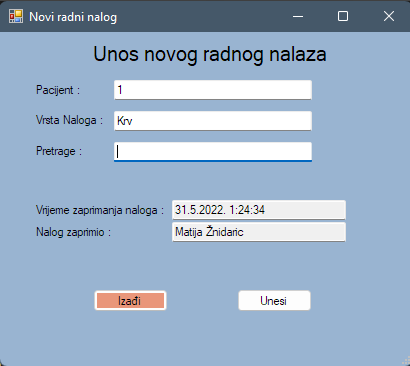 Novi radni nalog
Unos novog radnog nalaza
Pacijent : 1
Vrsta Naloga : Krv
Pretrage :
Vrijeme zaprimanja naloga : 31.5.2022. 1:24:34
Nalog zaprimio : Matija Žnidaric
Izađi Unesi